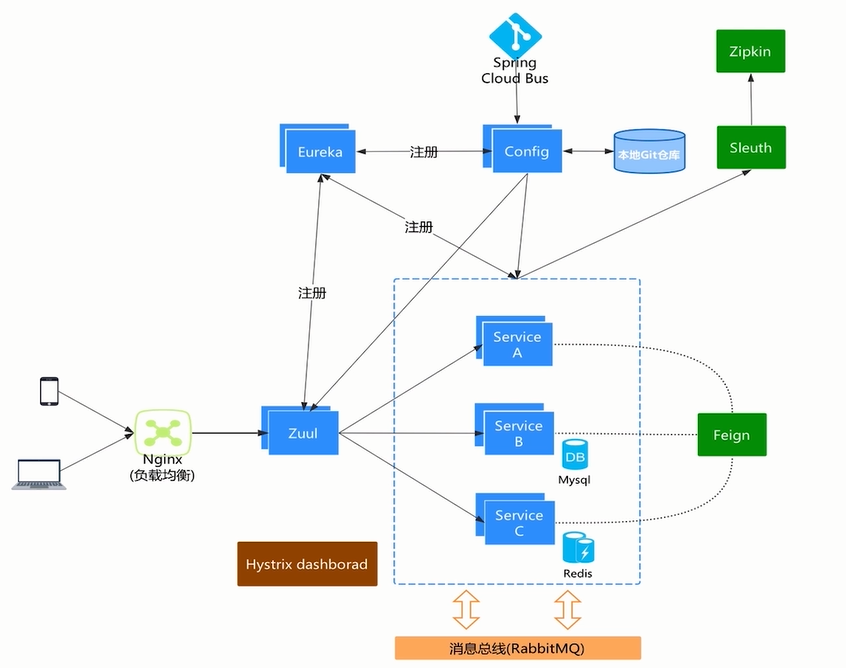 Spring
Cloud Bus
Zipkin
Eureka
注册
Config
本地Git仓库
Sleuth
注册
注册
Service
A
Zuul
Service
B
Feign
Nginx
(负载均衡)
DB
Mysql
Service
C
Hystrix dashborad
Redis
消息总线(RabbitMQ)